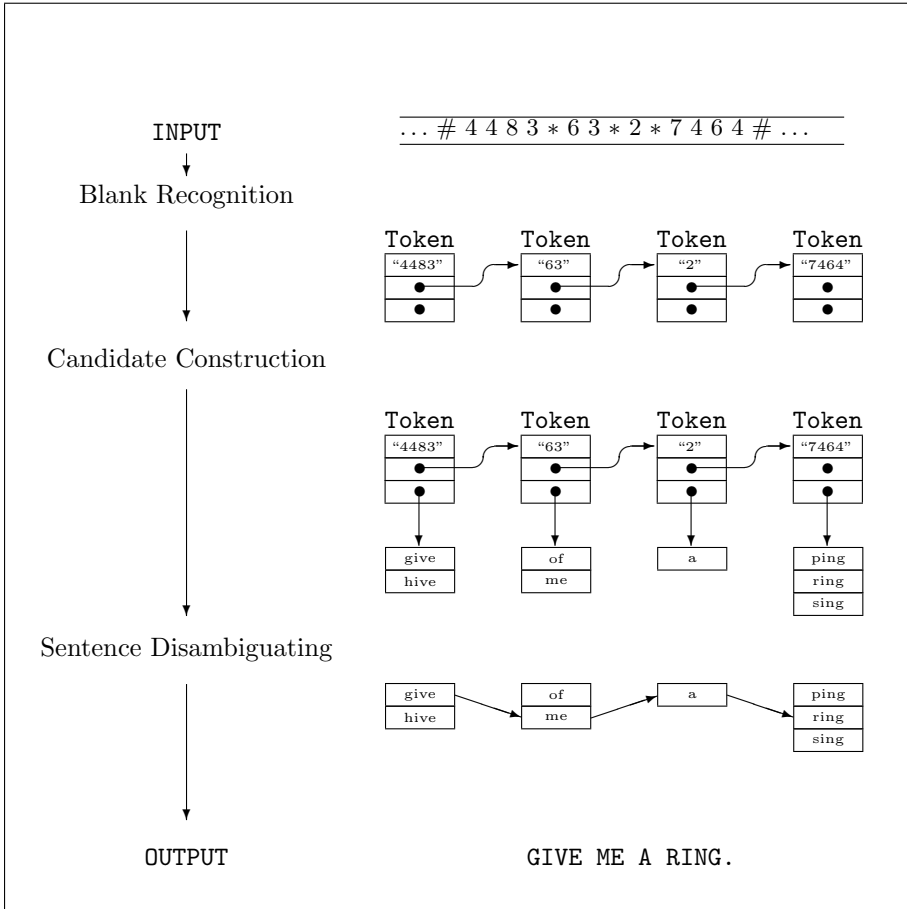 INPUT
… # 4 4 8 3 ∗ 6 3 ∗ 2 ∗ 7 4 6 4 # …
Blank Recognition
Token Token Token Token
“4483” “63” “2” “7464”
Candidate Construction
Token Token Token Token
“4483” “63” “2” “7464”
give of a ping
hive me ring
sing
Sentence Disambiguating
give of a ping
hive me ring
sing
OUTPUT GIVE ME A RING.